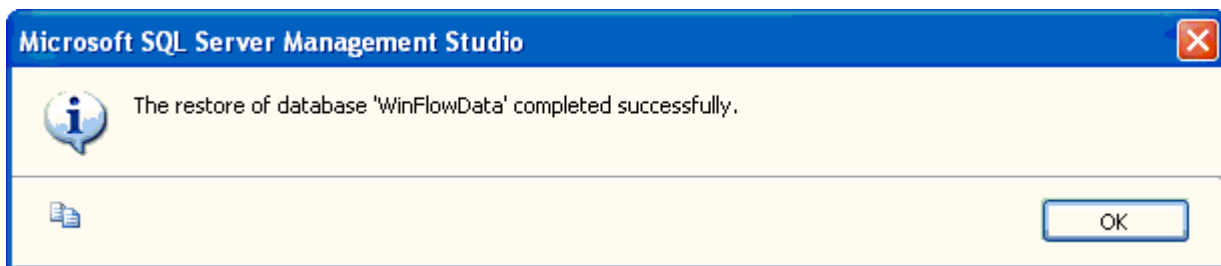 Microsoft SQL Server Management Studio
The restore of database 'WinFlowData' completed successfully.
OK